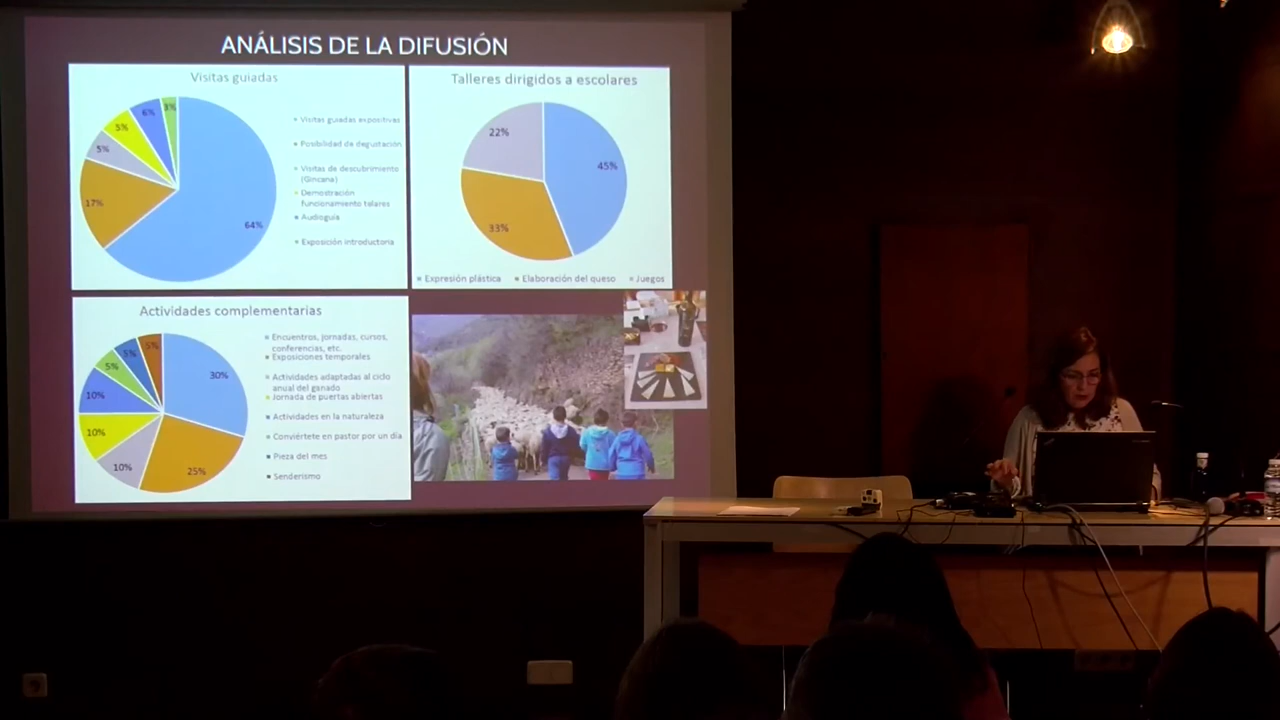 ANÁLISIS DE LA DIFUSIÓN
Visitas guiadas
3%
6%
5%
5%
17%
64%
Visitas guiadas expositivas
Posibilidad de degustación
Visitas de descubrimiento
(Gincana)
Demostración
funcionamiento talares
Audioguía
Exposición introductoria
Talleres dirigidos a escolares
22%
45%
33%
Expresión plástica Elaboración del queso Juegos
Actividades complementarias
5%
5%
5%
10%
10%
10%
25%
30%
Encuentros, jornadas, cursos,
conferencias, etc.
Exposiciones temporales
Actividades adaptadas al ciclo
anual del ganado
Jornada de puertas abiertas
Actividades en la naturaleza
Conviértete en pastor por un día
Pieza del mes
Senderismo